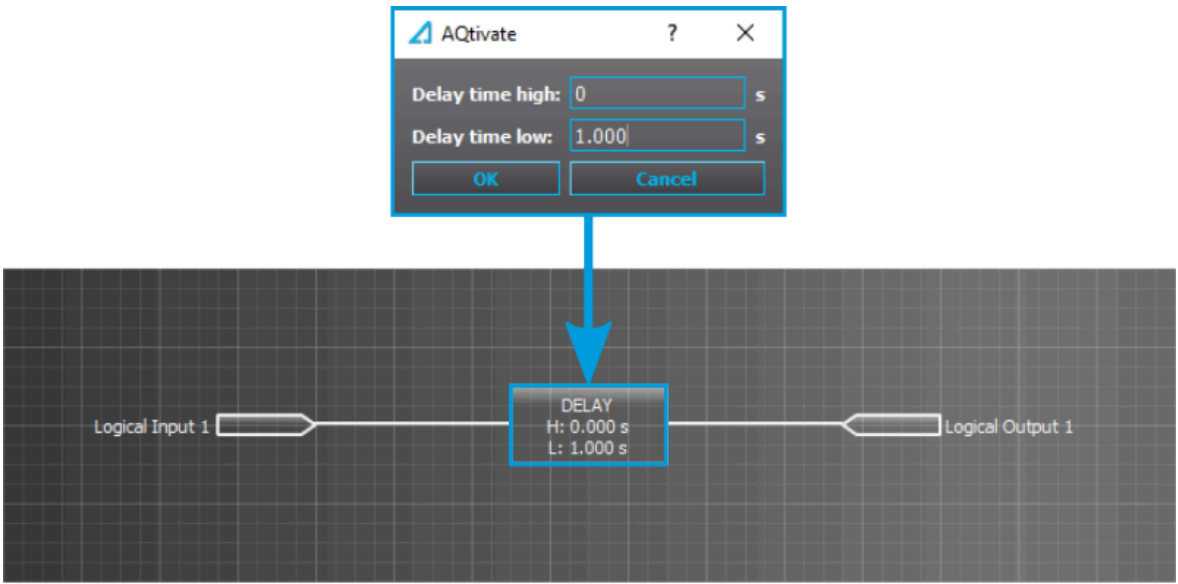 AQtivate ?
Delay time high: 0 s
Delay time low: 1.000 s
OK Cancel
DELAY
H: 0.000 s
L: 1.000 s
Logical Input 1
Logical Output 1